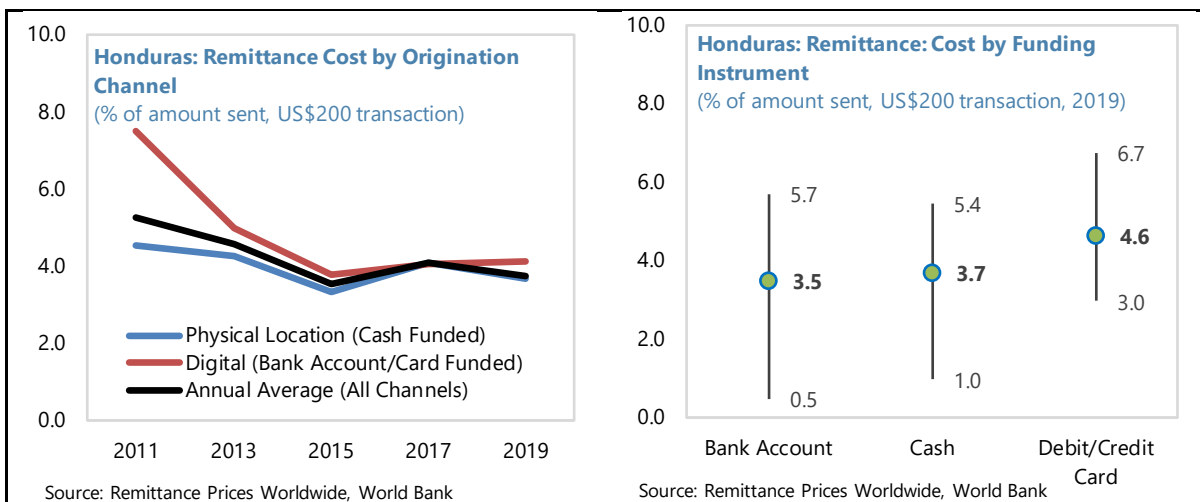 10.0
8.0
6.0
4.0
2.0
0.0
Honduras: Remittance Cost by Origination
Channel
(% of amount sent, US$200 transaction)
Physical Location (Cash Funded)
Digital (Bank Account/Card Funded)
Annual Average (All Channels)
2011 2013 2015 2017 2019
Source: Remittance Prices Worldwide, World Bank
10.0
8.0
6.0
4.0
2.0
0.0
Honduras: Remittance: Cost by Funding
Instrument
(% of amount sent, US$200 transaction, 2019)
5.7
3.5
0.5
5.4
3.7
1.0
6.7
4.6
3.0
Bank Account Cash Debit/Credit
Card
Source: Remittance Prices Worldwide, World Bank